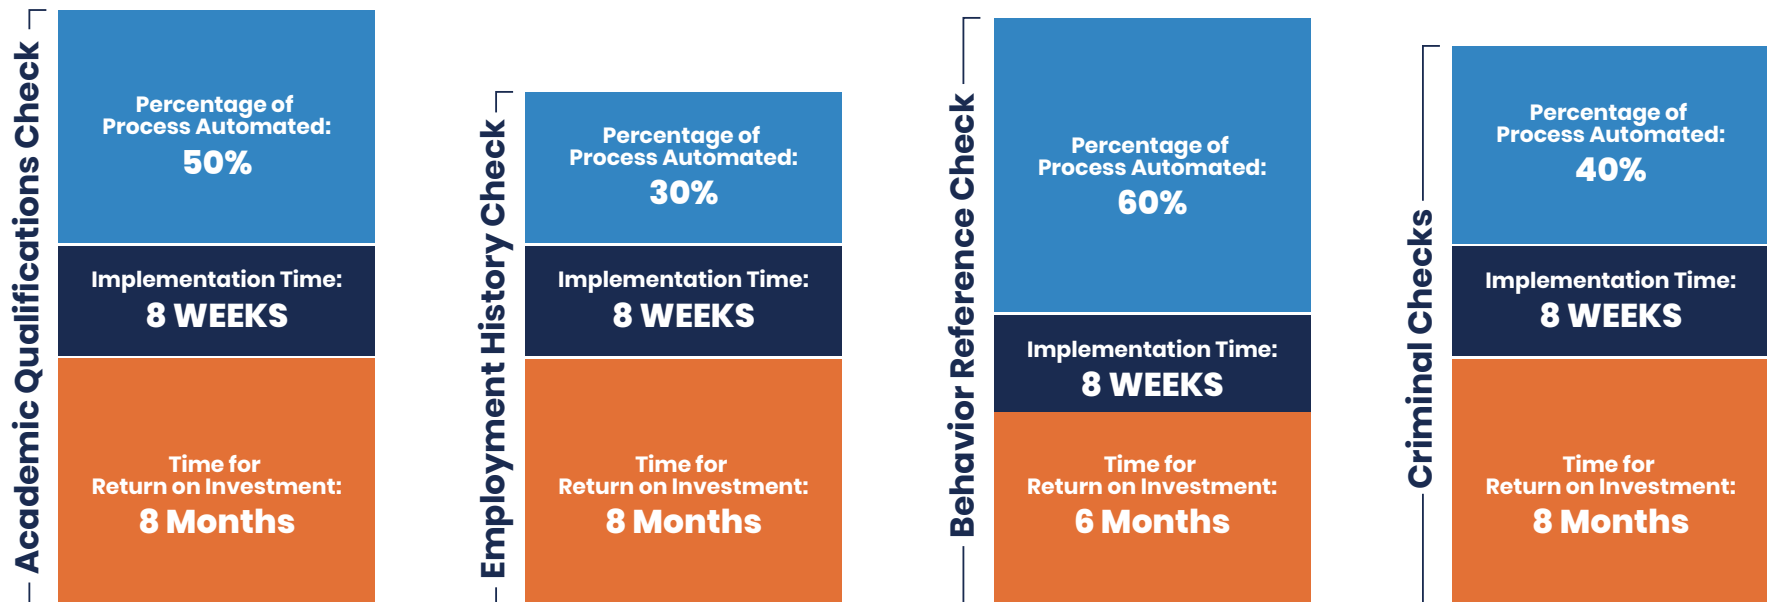 Academic Qualifications Check
Percentage of
Process Automated:
50%
Implementation Time:
8 WEEKS
Time for
Return on Investment:
8 Months
Employment History Check
Percentage of
Process Automated:
30%
Implementation Time:
8 WEEKS
Time for
Return on Investment:
8 Months
Behavior Reference Check
Percentage of
Process Automated:
60%
Implementation Time:
8 WEEKS
Time for
Return on Investment:
6 Months
Criminal Checks
Percentage of
Process Automated:
40%
Implementation Time:
8 WEEKS
Time for
Return on Investment:
8 Months